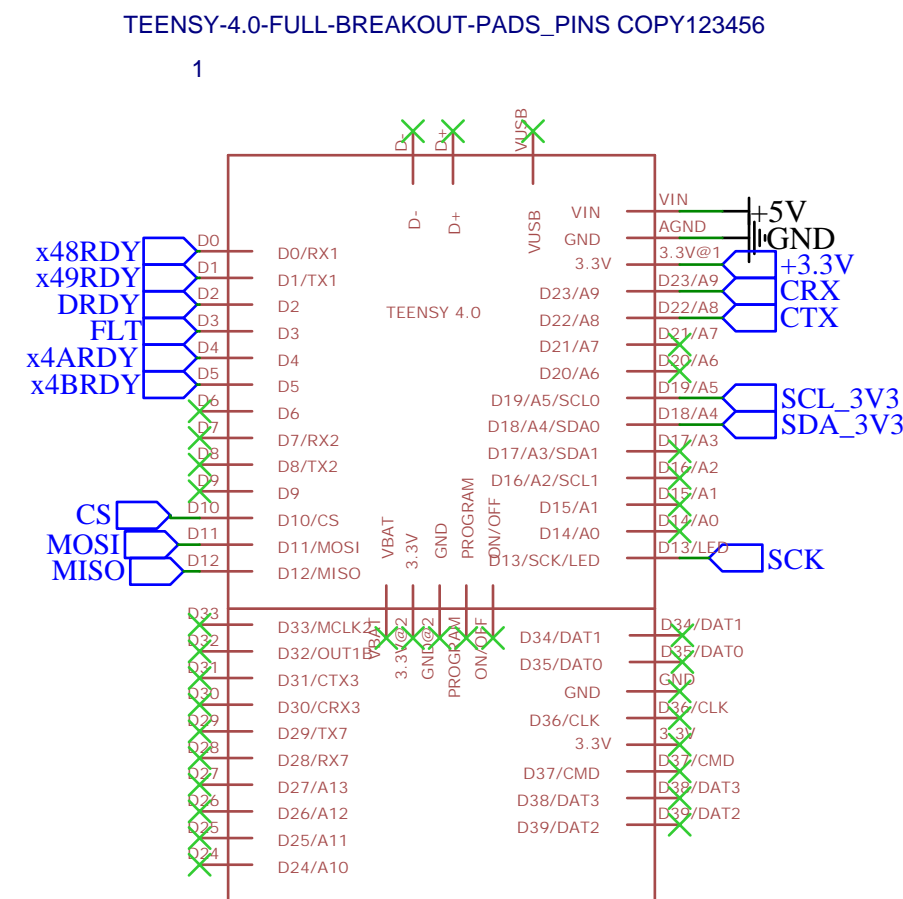 TEENSY-4.0-FULL-BREAKOUT-PADS_PINS COPY123456
1
D- D+ VUSB
D- D+ VUSB
TEENSY 4.0
x48RDY D0 D0/RX1
x49RDY D1 D1/TX1
DRDY D2 D2
FLT D3 D3
x4ARDY D4 D4
x4BRDY D5 D5
D6 D6
D7 D7/RX2
D8 D8/TX2
D9 D9
CS D10 D10/CS
MOSI D11 D11/MOSI
MISO D12 D12/MISO
VIN VIN +5V
GND AGND GND
3.3V 3.3V@1 +3.3V
D23/A9 D23/A9 CRX
D22/A8 D22/A8 CTX
D21/A7 D21/A7
D20/A6 D20/A6
D19/A5/SCL0 D19/A5 SCL_3V3
D18/A4/SDA0 D18/A4 SDA_3V3
D17/A3/SDA1 D17/A3
D16/A2/SCL1 D16/A2
D15/A1 D15/A1
D14/A0 D14/A0
D13/SCK/LED D13/LED SCK
VBAT 3.3V GND PROGRAM ON/OFF
VBAT 3.3V@2 GND@2 PROGRAM ON/OFF
D33 D33/MCLK2
D32 D32/OUT1B
D31 D31/CTX3
D30 D30/CRX3
D29 D29/TX7
D28 D28/RX7
D27 D27/A13
D26 D26/A12
D25 D25/A11
D24 D24/A10
D34/DAT1 D34/DAT1
D35/DAT0 D35/DAT0
GND GND
D36/CLK D36/CLK
3.3V 3.3V
D37/CMD D37/CMD
D38/DAT3 D38/DAT3
D39/DAT2 D39/DAT2